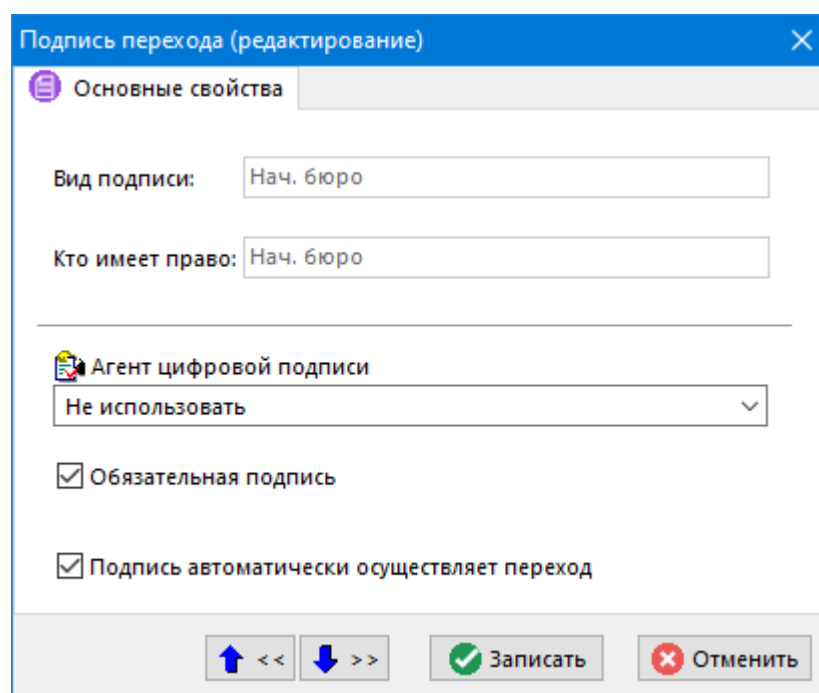 Подпись перехода (редактирование)
Основные свойства
Вид подписи: Нач. бюро
Кто имеет право: Нач. бюро
Агент цифровой подписи
Не использовать
Обязательная подпись
Подпись автоматически осуществляет переход
<< >> Записать Отменить